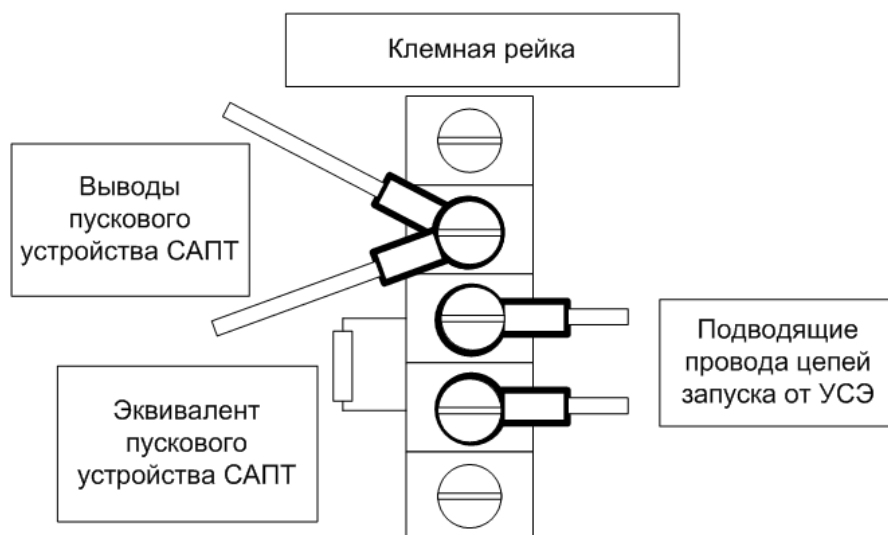 Клемная рейка
Выводы
пускового
устройства САПТ
Подводящие
провода цепей
запуска от УСЭ
Эквивалент
пускового
устройства САПТ